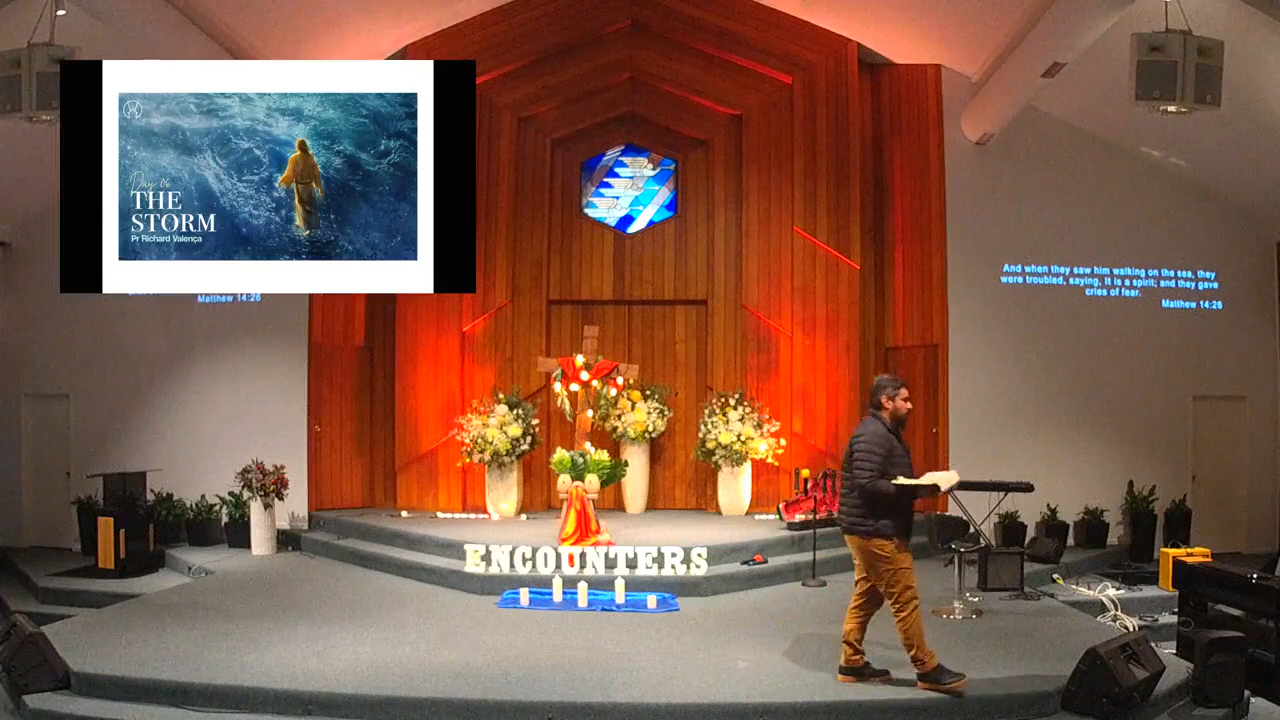 Day 06
THE
STORM
Pr Richard Valença
Matthew 14:26
And when they saw him walking on the sea, they
were troubled, saying, It is a spirit; and they gave
cries of fear.
Matthew 14:26
ENCOUNTERS